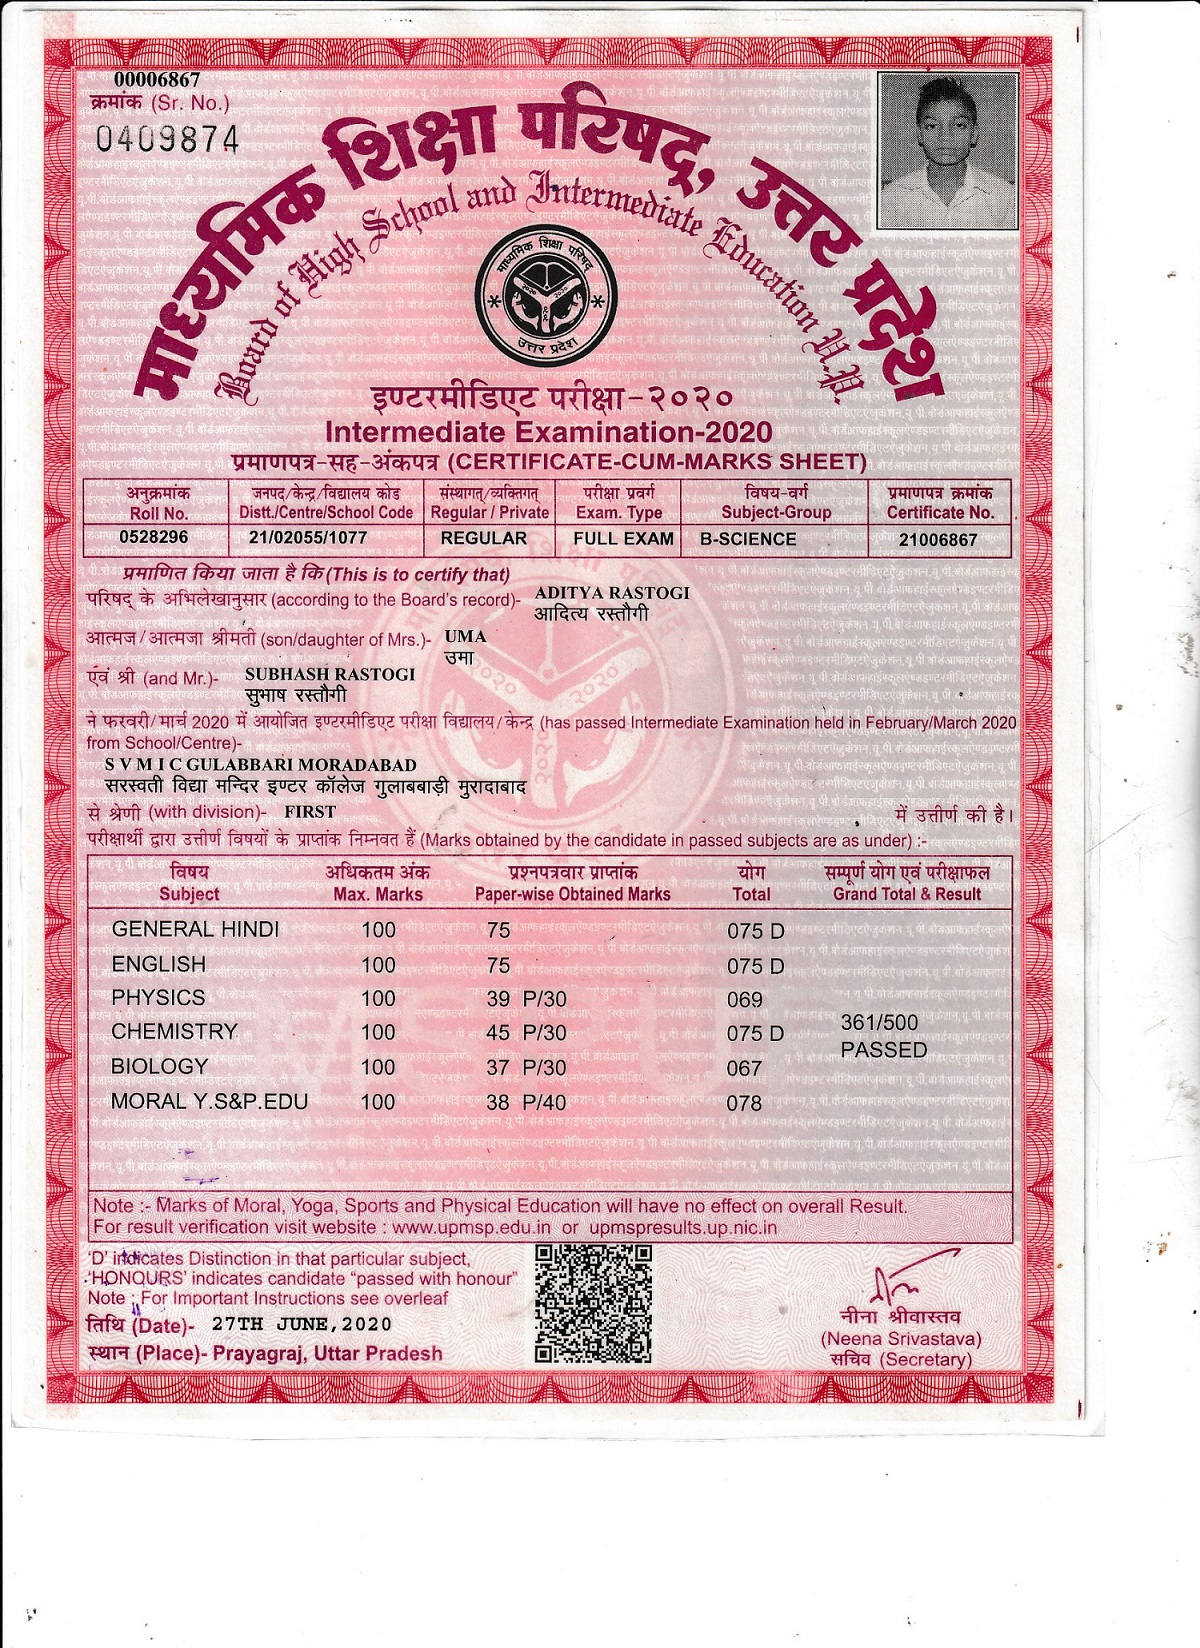 00006867
क्रमांक (Sr. No.)
0409874
माध्यमिक शिक्षा परिषद्, उत्तर प्रदेश
Board of High School and Intermediate Education U.P.
माध्यमिक शिक्षा परिषद्
२०२० २०२०
उत्तर प्रदेश
इण्टरमीडिएट परीक्षा-२०२०
Intermediate Examination-2020
प्रमाणपत्र-सह-अंकपत्र (CERTIFICATE-CUM-MARKS SHEET)
अनुक्रमांक जनपद/केन्द्र/विद्यालय कोड संस्थागत्/व्यक्तिगत् परीक्षा प्रवर्ग विषय-वर्ग प्रमाणपत्र क्रमांक
Roll No. Distt./Centre/School Code Regular / Private Exam. Type Subject-Group Certificate No.
0528296 21/02055/1077 REGULAR FULL EXAM B-SCIENCE 21006867
प्रमाणित किया जाता है कि (This is to certify that)
परिषद् के अभिलेखानुसार (according to the Board's record)- ADITYA RASTOGI
आदित्य रस्तौगी
आत्मज/आत्मजा श्रीमती (son/daughter of Mrs.)- UMA
उमा
एवं श्री (and Mr.)- SUBHASH RASTOGI
सुभाष रस्तौगी
ने फरवरी/मार्च 2020 में आयोजित इण्टरमीडिएट परीक्षा विद्यालय/केन्द्र (has passed Intermediate Examination held in February/March 2020
from School/Centre)-
S V M I C GULABBARI MORADABAD
सरस्वती विद्या मन्दिर इण्टर कॉलेज गुलाबबाड़ी मुरादाबाद
से श्रेणी (with division)- FIRST में उत्तीर्ण की है।
परीक्षार्थी द्वारा उत्तीर्ण विषयों के प्राप्तांक निम्नवत हैं (Marks obtained by the candidate in passed subjects are as under) :-
विषय अधिकतम अंक प्रश्नपत्रवार प्राप्तांक योग सम्पूर्ण योग एवं परीक्षाफल
Subject Max. Marks Paper-wise Obtained Marks Total Grand Total & Result
GENERAL HINDI 100 75 075 D
ENGLISH 100 75 075 D
PHYSICS 100 39 P/30 069
361/500
CHEMISTRY 100 45 P/30 075 D
PASSED
BIOLOGY 100 37 P/30 067
MORAL Y.S&P.EDU 100 38 P/40 078
Note :- Marks of Moral, Yoga, Sports and Physical Education will have no effect on overall Result.
For result verification visit website : www.upmsp.edu.in or upmspresults.up.nic.in
'D' indicates Distinction in that particular subject,
'HONOURS' indicates candidate "passed with honour"
Note : For Important Instructions see overleaf
तिथि (Date)- 27TH JUNE,2020
स्थान (Place)- Prayagraj, Uttar Pradesh
नीना श्रीवास्तव
(Neena Srivastava)
सचिव (Secretary)